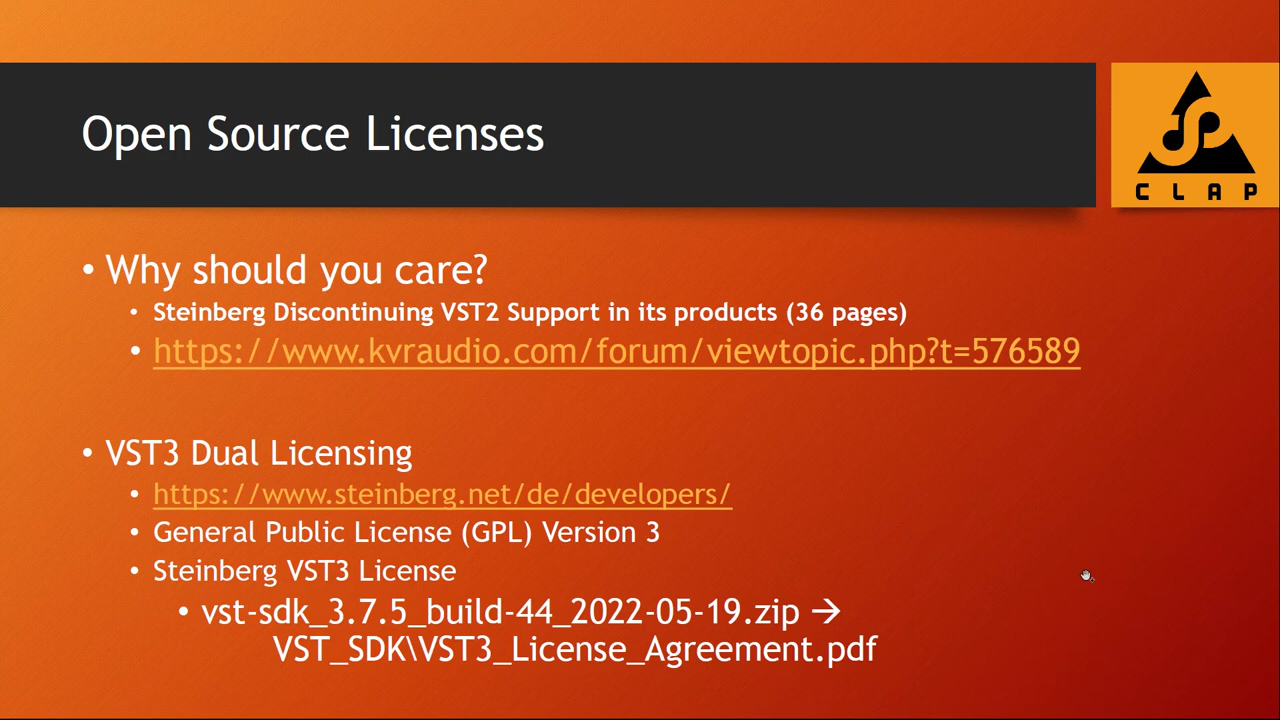 Open Source Licenses
CLAP
• Why should you care?
• Steinberg Discontinuing VST2 Support in its products (36 pages)
• https://www.kvraudio.com/forum/viewtopic.php?t=576589
• VST3 Dual Licensing
• https://www.steinberg.net/de/developers/
• General Public License (GPL) Version 3
• Steinberg VST3 License
• vst-sdk_3.7.5_build-44_2022-05-19.zip →
VST_SDK\VST3_License_Agreement.pdf